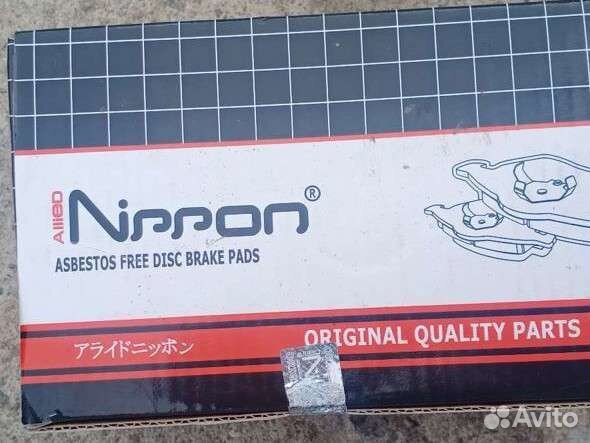 Allied Nippon®
ASBESTOS FREE DISC BRAKE PADS
アライドニッポン
ORIGINAL QUALITY PARTS
Avito